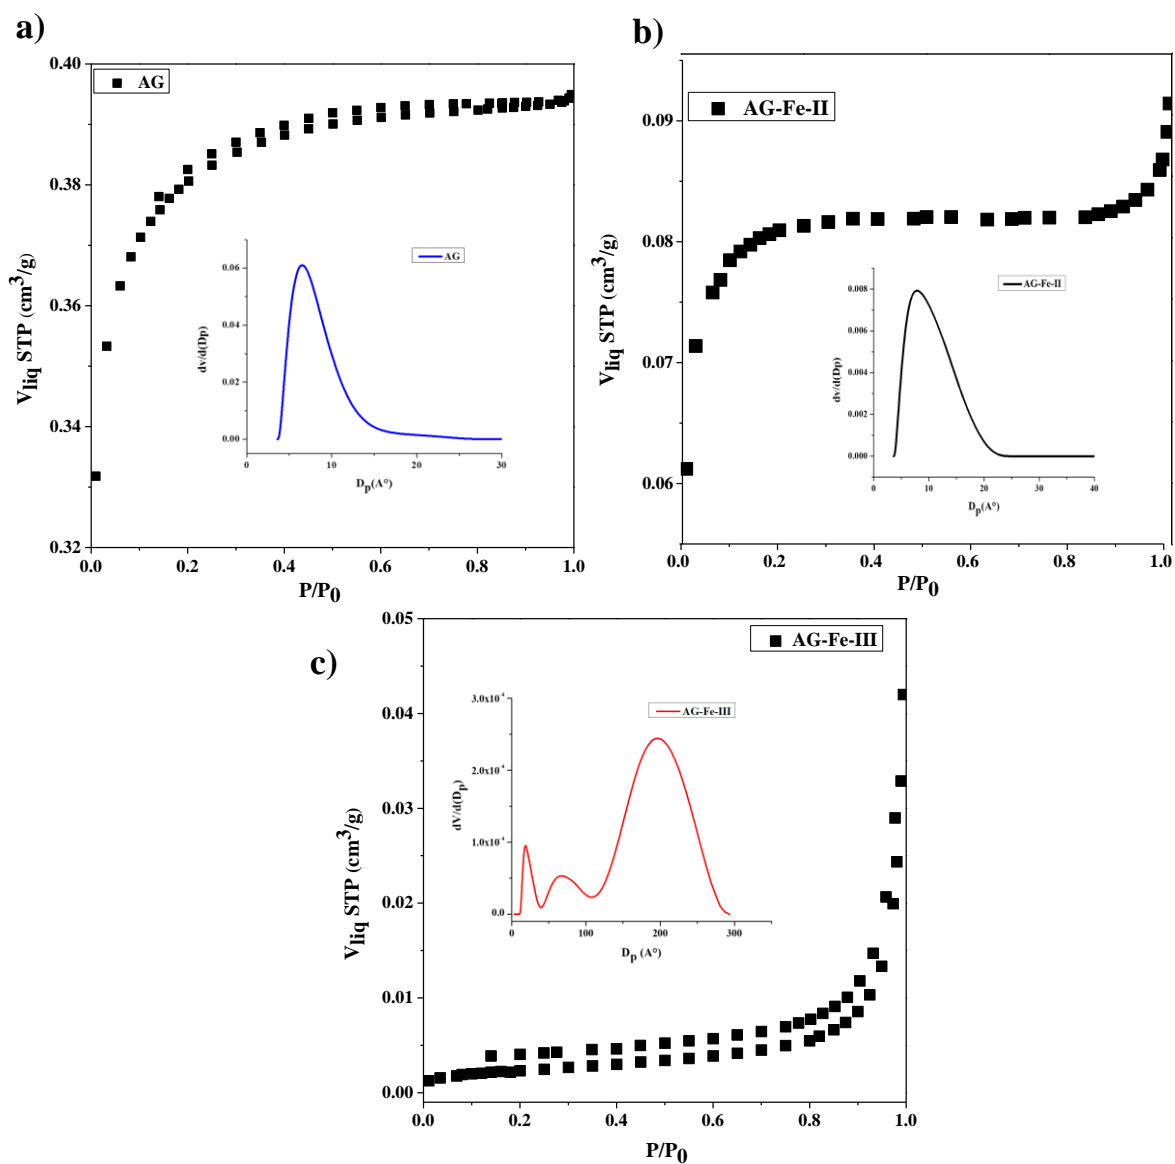 a)
AG
0.40
0.38
0.36
0.34
0.32
V_liq STP (cm³/g)
0.0 0.2 0.4 0.6 0.8 1.0
P/P₀
AG
0.06
0.04
0.02
0.00
dv/d(Dp)
0 10 20 30
D_p(A°)
b)
AG-Fe-II
0.09
0.08
0.07
0.06
V_liq STP (cm³/g)
0.0 0.2 0.4 0.6 0.8 1.0
P/P₀
AG-Fe-II
0.008
0.006
0.004
0.002
0.000
dv/d(Dp)
0 10 20 30 40
D_p(A°)
c)
AG-Fe-III
0.05
0.04
0.03
0.02
0.01
0.00
V_liq STP (cm³/g)
0.0 0.2 0.4 0.6 0.8 1.0
P/P₀
AG-Fe-III
3.0x10⁻⁴
2.0x10⁻⁴
1.0x10⁻⁴
0.0
dV/d(D_p)
0 100 200 300
D_p (A°)